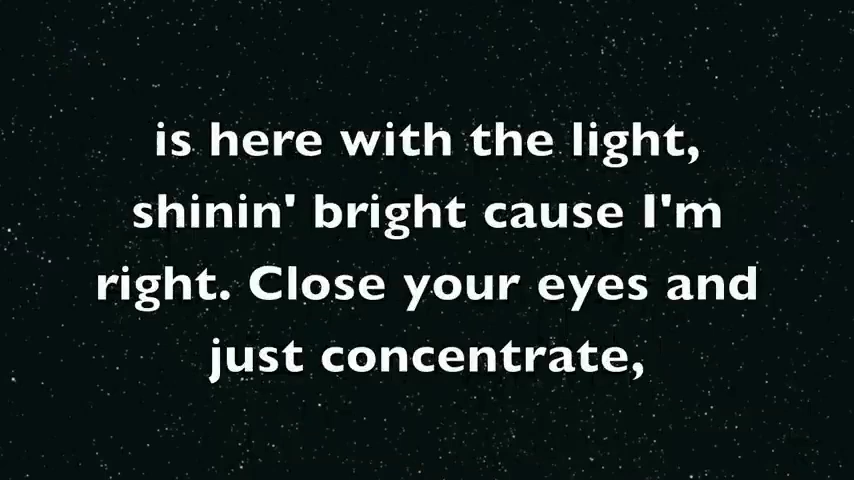 is here with the light,
shinin' bright cause I'm
right. Close your eyes and
just concentrate,